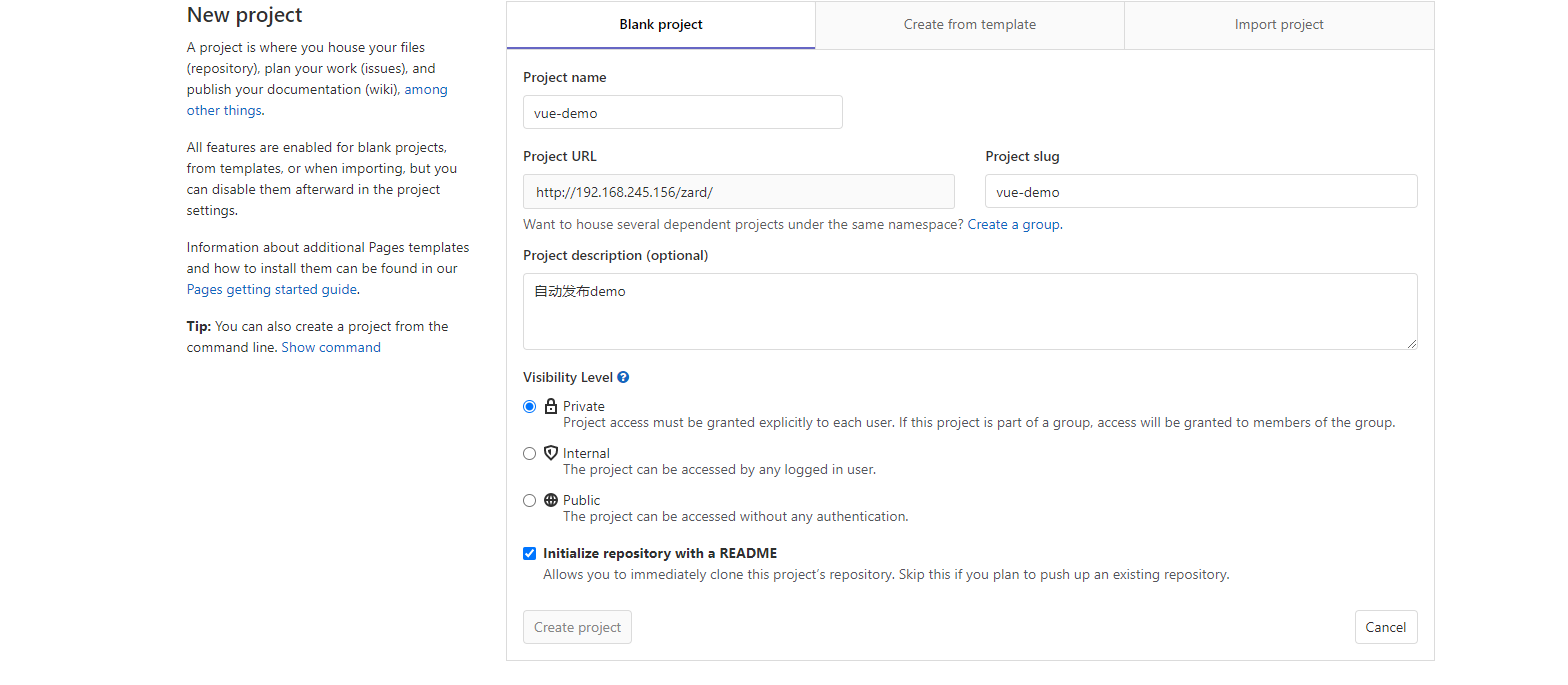 New project
A project is where you house your files
(repository), plan your work (issues), and
publish your documentation (wiki), among
other things.
All features are enabled for blank projects,
from templates, or when importing, but you
can disable them afterward in the project
settings.
Information about additional Pages templates
and how to install them can be found in our
Pages getting started guide.
Tip: You can also create a project from the
command line. Show command
Blank project
Create from template
Import project
Project name
vue-demo
Project URL
Project slug
http://192.168.245.156/zard/
vue-demo
Want to house several dependent projects under the same namespace? Create a group.
Project description (optional)
自动发布demo
Visibility Level
Private
Project access must be granted explicitly to each user. If this project is part of a group, access will be granted to members of the group.
Internal
The project can be accessed by any logged in user.
Public
The project can be accessed without any authentication.
Initialize repository with a README
Allows you to immediately clone this project’s repository. Skip this if you plan to push up an existing repository.
Create project
Cancel